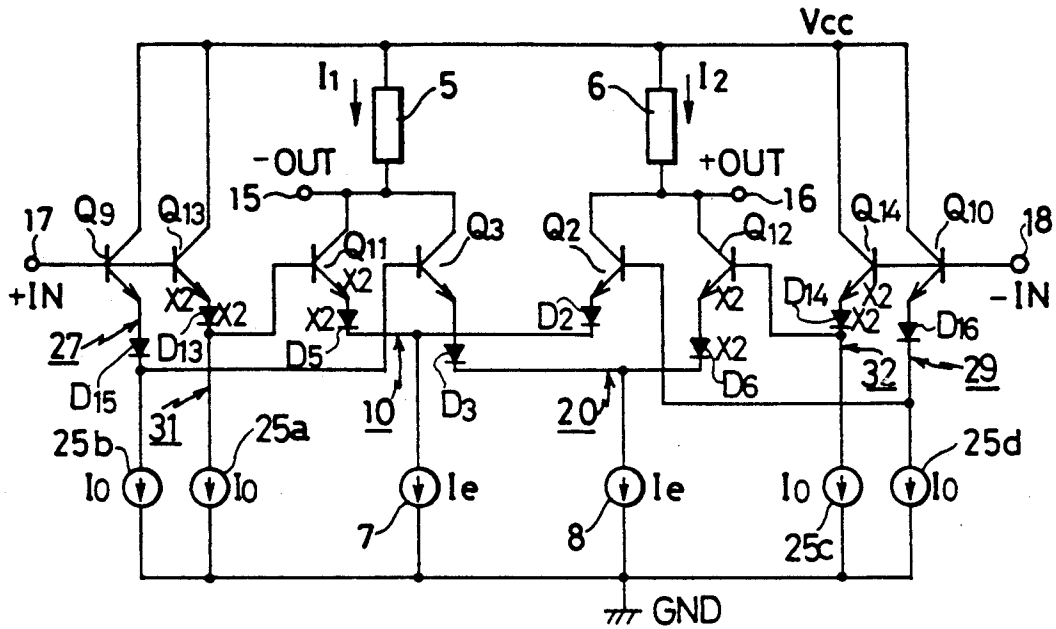 Vcc
I1
5
6
I2
-OUT
+OUT
15
16
17
Q9
Q13
Q11
Q3
Q2
Q12
Q14
Q10
18
+IN
-IN
X2
X2
X2
X2
X2
X2
X2
X2
D13
D5
D2
D14
D16
27
D15
31
10
D3
20
D6
32
29
25b
25a
25d
I0
I0
Ie
Ie
I0
I0
7
8
25c
GND